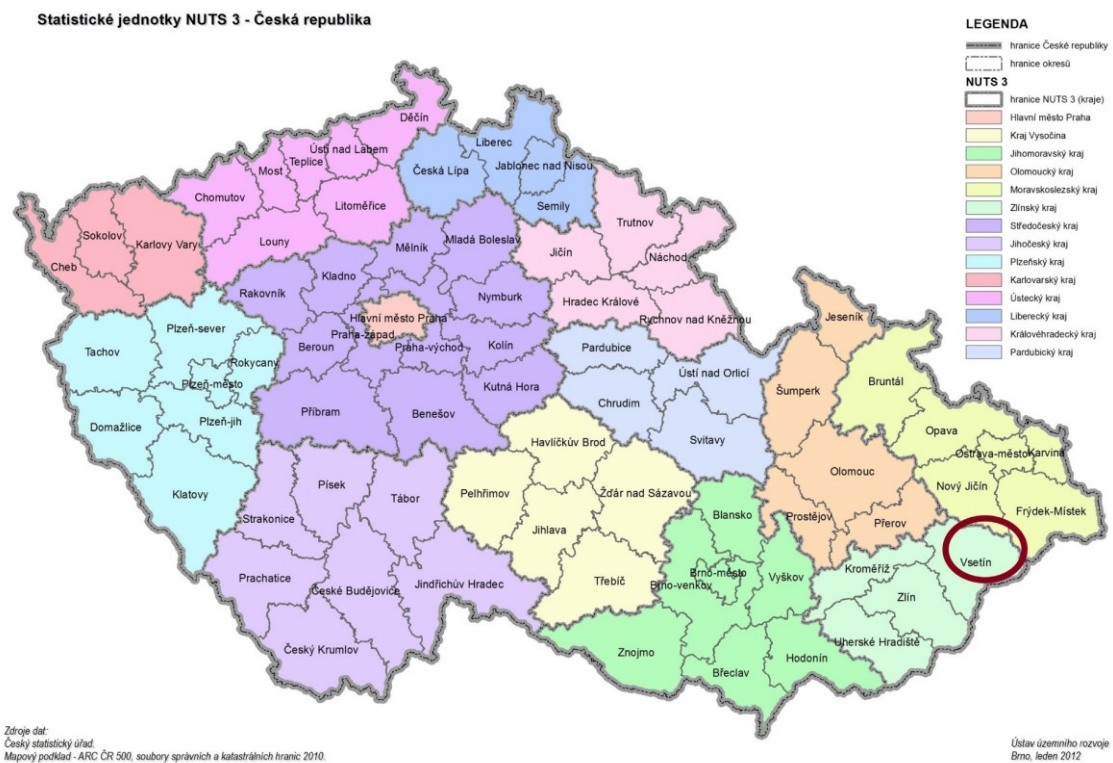 Statistické jednotky NUTS 3 - Česká republika
LEGENDA
hranice České republiky
hranice okresů
NUTS 3
hranice NUTS 3 (kraje)
Hlavní město Praha
Kraj Vysočina
Jihomoravský kraj
Olomoucký kraj
Moravskoslezský kraj
Zlínský kraj
Středočeský kraj
Jihočeský kraj
Plzeňský kraj
Karlovarský kraj
Ústecký kraj
Liberecký kraj
Královéhradecký kraj
Pardubický kraj
Děčín
Ústí nad Labem
Teplice
Most
Chomutov
Litoměřice
Louny
Liberec
Česká Lípa
Jablonec nad Nisou
Semily
Sokolov
Karlovy Vary
Cheb
Trutnov
Jičín
Náchod
Hradec Králové
Rychnov nad Kněžnou
Mělník
Mladá Boleslav
Kladno
Rakovník
Nymburk
Hlavní město Praha
Praha-západ
Praha-východ
Beroun
Kolín
Kutná Hora
Příbram
Benešov
Plzeň-sever
Tachov
Rokycany
Plzeň-město
Plzeň-jih
Domažlice
Klatovy
Pardubice
Ústí nad Orlicí
Chrudim
Svitavy
Jeseník
Šumperk
Olomouc
Prostějov
Přerov
Bruntál
Opava
Ostrava-město
Karviná
Nový Jičín
Frýdek-Místek
Havlíčkův Brod
Pelhřimov
Žďár nad Sázavou
Jihlava
Třebíč
Písek
Tábor
Strakonice
Prachatice
České Budějovice
Jindřichův Hradec
Český Krumlov
Blansko
Brno-město
Brno-venkov
Vyškov
Znojmo
Břeclav
Hodonín
Kroměříž
Vsetín
Zlín
Uherské Hradiště
Zdroje dat:
Český statistický úřad.
Mapový podklad - ARC ČR 500, soubory správních a katastrálních hranic 2010.
Ústav územního rozvoje
Brno, leden 2012